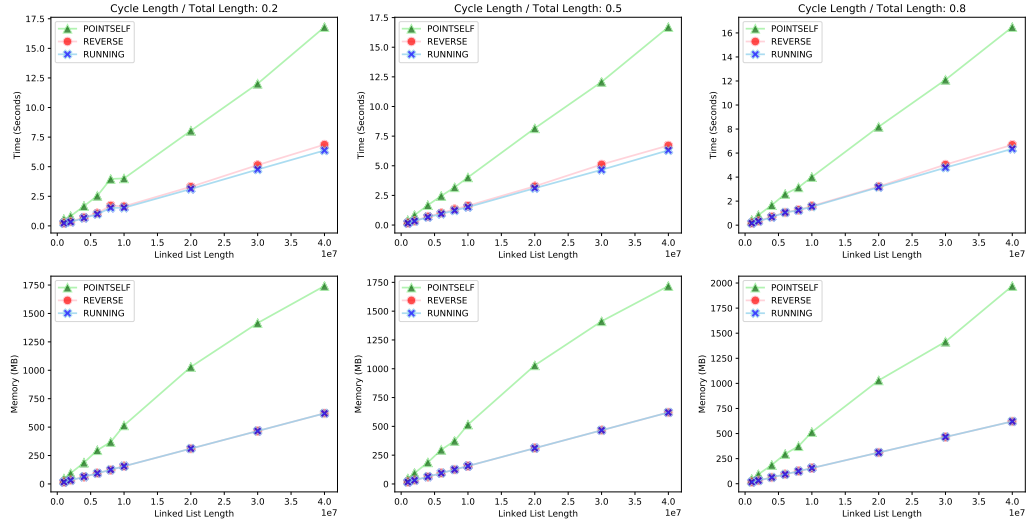 Cycle Length / Total Length: 0.2
17.5
15.0
12.5
10.0
7.5
5.0
2.5
0.0
Time (Seconds)
POINTSELF
REVERSE
RUNNING
0.0 0.5 1.0 1.5 2.0 2.5 3.0 3.5 4.0
1e7
Linked List Length
Cycle Length / Total Length: 0.5
17.5
15.0
12.5
10.0
7.5
5.0
2.5
0.0
Time (Seconds)
POINTSELF
REVERSE
RUNNING
0.0 0.5 1.0 1.5 2.0 2.5 3.0 3.5 4.0
1e7
Linked List Length
Cycle Length / Total Length: 0.8
16
14
12
10
8
6
4
2
0
Time (Seconds)
POINTSELF
REVERSE
RUNNING
0.0 0.5 1.0 1.5 2.0 2.5 3.0 3.5 4.0
1e7
Linked List Length
1750
1500
1250
1000
750
500
250
0
Memory (MB)
POINTSELF
REVERSE
RUNNING
0.0 0.5 1.0 1.5 2.0 2.5 3.0 3.5 4.0
1e7
Linked List Length
1750
1500
1250
1000
750
500
250
0
Memory (MB)
POINTSELF
REVERSE
RUNNING
0.0 0.5 1.0 1.5 2.0 2.5 3.0 3.5 4.0
1e7
Linked List Length
2000
1750
1500
1250
1000
750
500
250
0
Memory (MB)
POINTSELF
REVERSE
RUNNING
0.0 0.5 1.0 1.5 2.0 2.5 3.0 3.5 4.0
1e7
Linked List Length